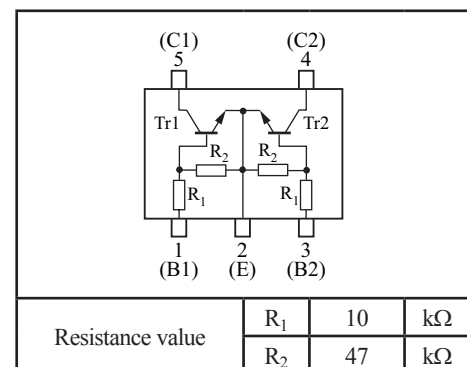 (C1) (C2)
5 4
Tr1 Tr2
R2 R2
R1 R1
1 2 3
(B1) (E) (B2)
Resistance value R1 10 kΩ
R2 47 kΩ